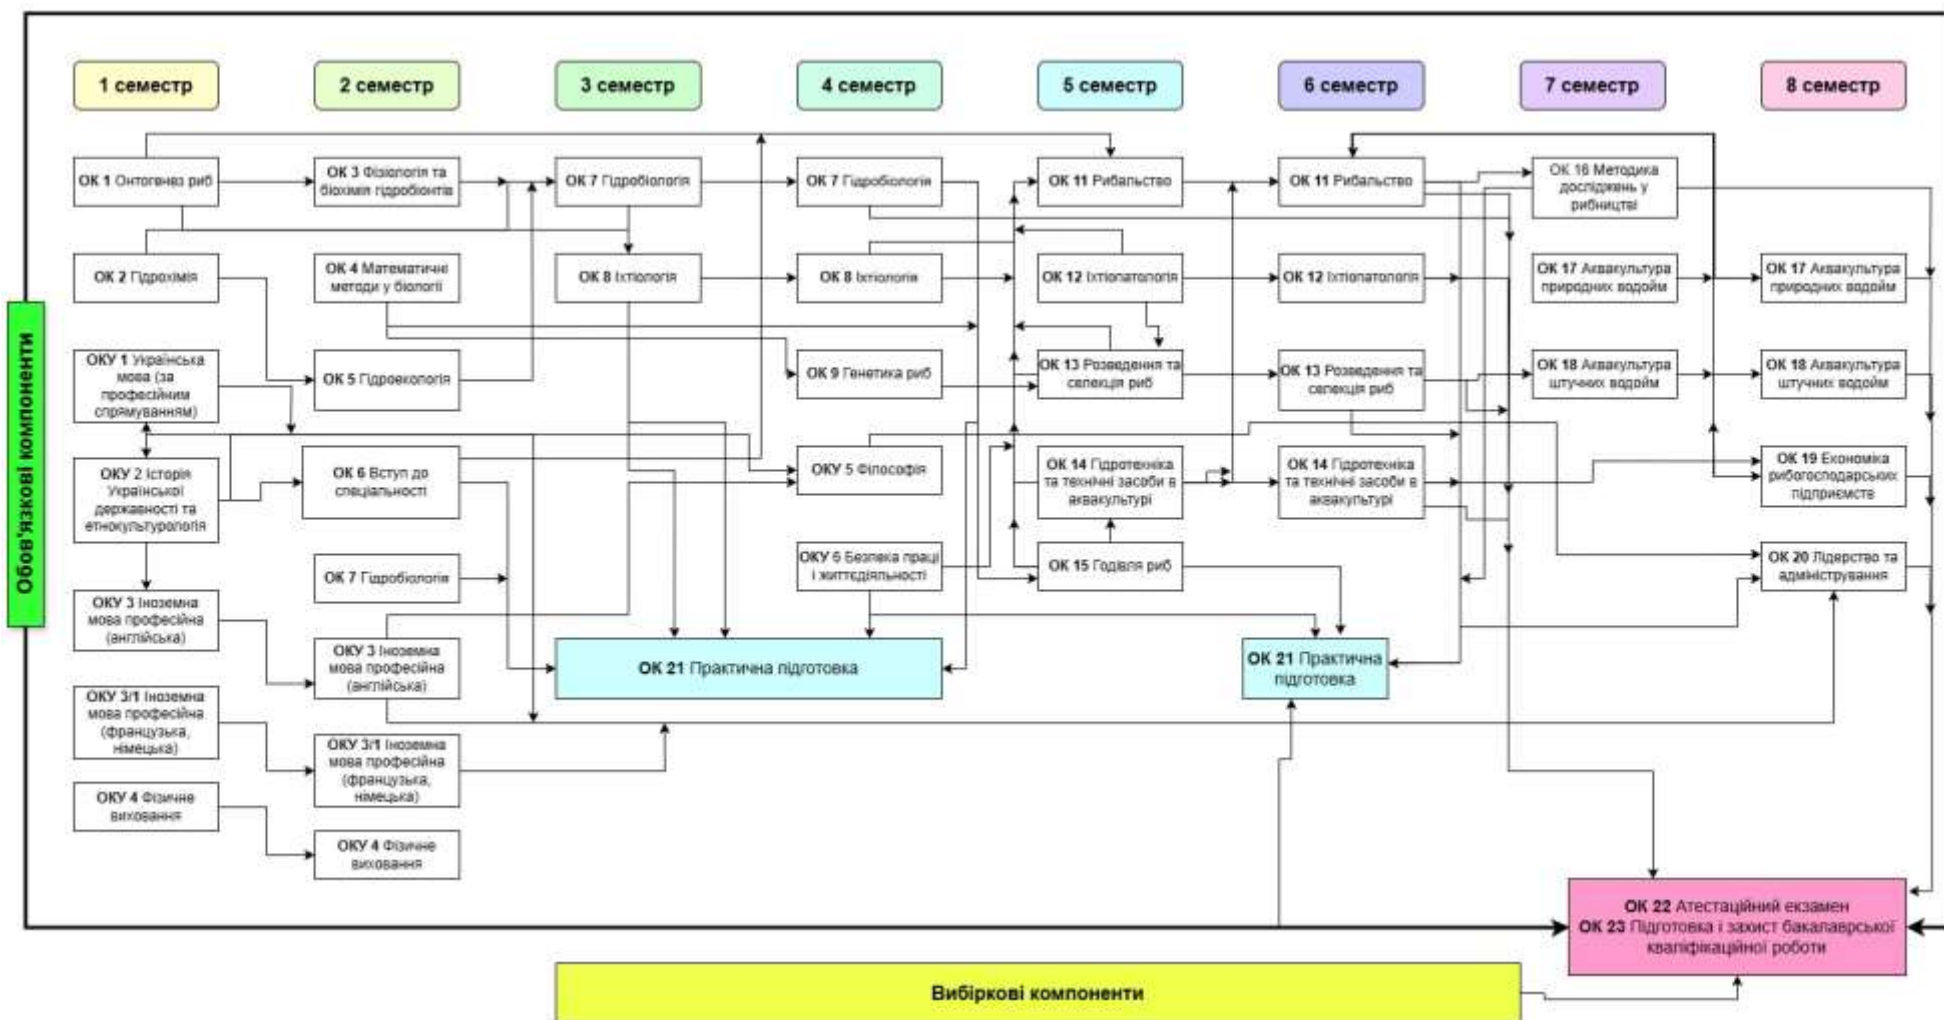 1 семестр
2 семестр
3 семестр
4 семестр
5 семестр
6 семестр
7 семестр
8 семестр
Обов'язкові компоненти
ОК 1 Онтогенез риб
ОК 2 Гідрохімія
ОКУ 1 Українська
мова (за
професійним
спрямуванням)
ОКУ 2 Історія
Української
державності та
етнокультурологія
ОКУ 3 Іноземна
мова професійна
(англійська)
ОКУ 3/1 Іноземна
мова професійна
(французька,
німецька)
ОКУ 4 Фізичне
виховання
ОК 3 Фізіологія та
біохімія гідробіонтів
ОК 4 Математичні
методи у біології
ОК 5 Гідроекологія
ОК 6 Вступ до
спеціальності
ОК 7 Гідробіологія
ОКУ 3 Іноземна
мова професійна
(англійська)
ОКУ 3/1 Іноземна
мова професійна
(французька,
німецька)
ОКУ 4 Фізичне
виховання
ОК 7 Гідробіологія
ОК 8 Іхтіологія
ОК 21 Практична підготовка
ОК 7 Гідробіологія
ОК 8 Іхтіологія
ОК 9 Генетика риб
ОКУ 5 Філософія
ОКУ 6 Безпека праці
і життєдіяльності
ОК 11 Рибальство
ОК 12 Іхтіопатологія
ОК 13 Розведення та
селекція риб
ОК 14 Гідротехніка
та технічні засоби в
аквакультурі
ОК 15 Годівля риб
ОК 11 Рибальство
ОК 12 Іхтіопатологія
ОК 13 Розведення та
селекція риб
ОК 14 Гідротехніка
та технічні засоби в
аквакультурі
ОК 21 Практична
підготовка
ОК 16 Методика
досліджень у
рибництві
ОК 17 Аквакультура
природних водойм
ОК 18 Аквакультура
штучних водойм
ОК 17 Аквакультура
природних водойм
ОК 18 Аквакультура
штучних водойм
ОК 19 Економіка
рибогосподарських
підприємств
ОК 20 Лідерство та
адміністрування
ОК 22 Атестаційний екзамен
ОК 23 Підготовка і захист бакалаврської
кваліфікаційної роботи
Вибіркові компоненти